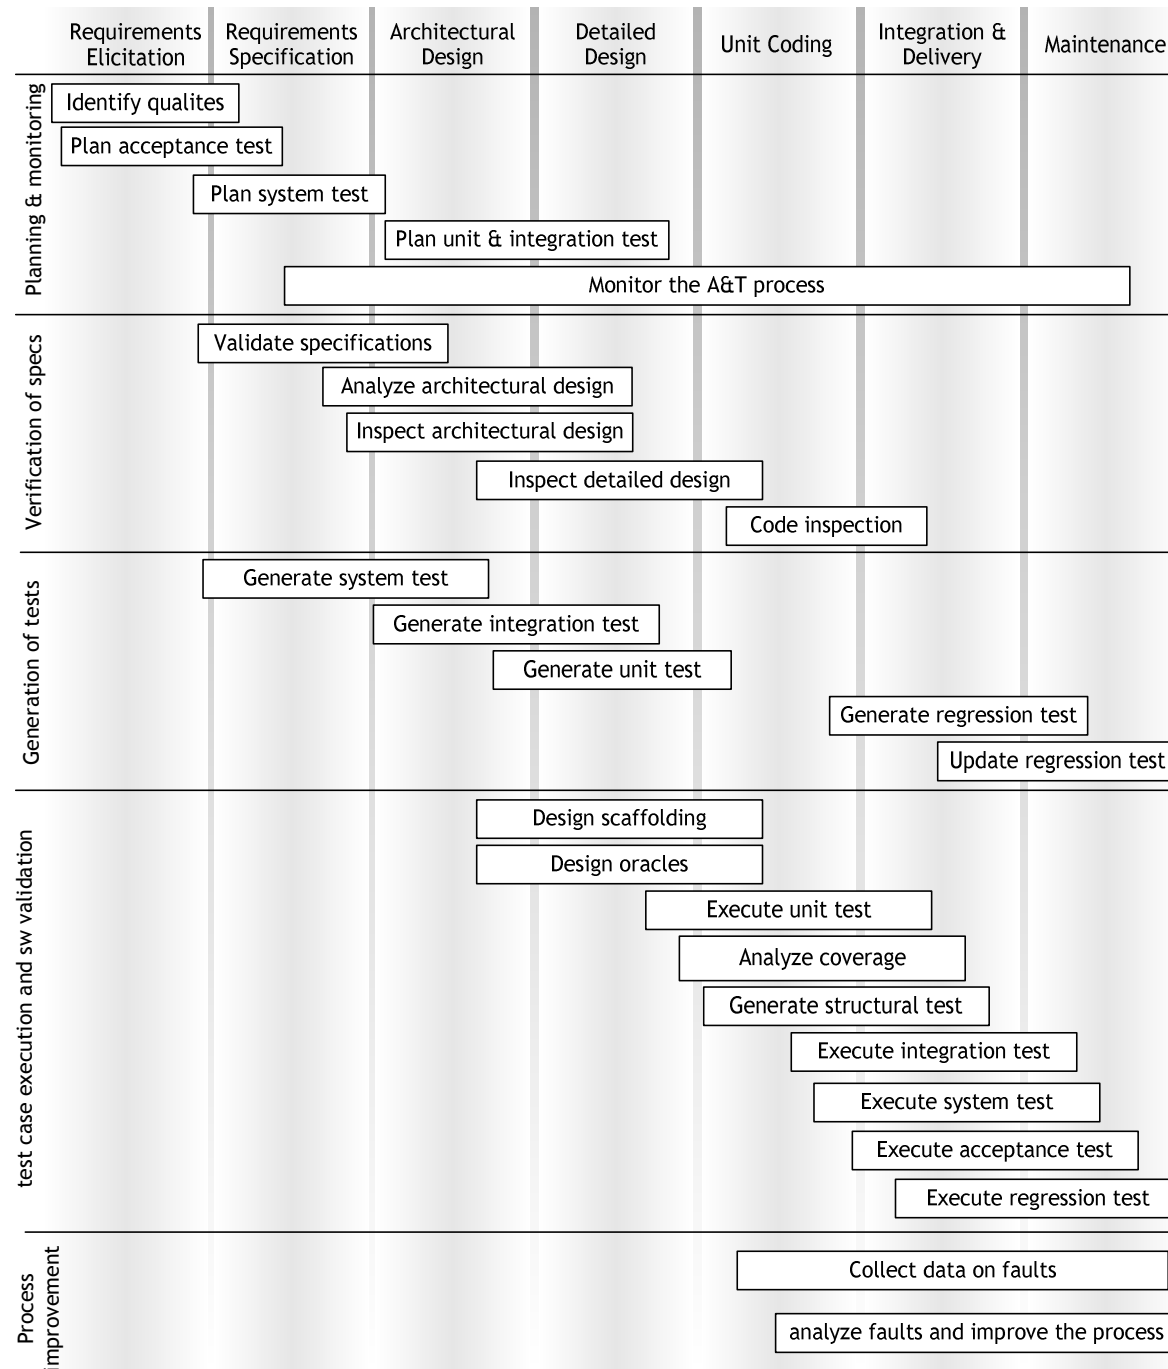 Requirements
Elicitation
Requirements
Specification
Architectural
Design
Detailed
Design
Unit Coding
Integration &
Delivery
Maintenance
Planning & monitoring
Identify qualites
Plan acceptance test
Plan system test
Plan unit & integration test
Monitor the A&T process
Verification of specs
Validate specifications
Analyze architectural design
Inspect architectural design
Inspect detailed design
Code inspection
Generation of tests
Generate system test
Generate integration test
Generate unit test
Generate regression test
Update regression test
test case execution and sw validation
Design scaffolding
Design oracles
Execute unit test
Analyze coverage
Generate structural test
Execute integration test
Execute system test
Execute acceptance test
Execute regression test
Process
improvement
Collect data on faults
analyze faults and improve the process